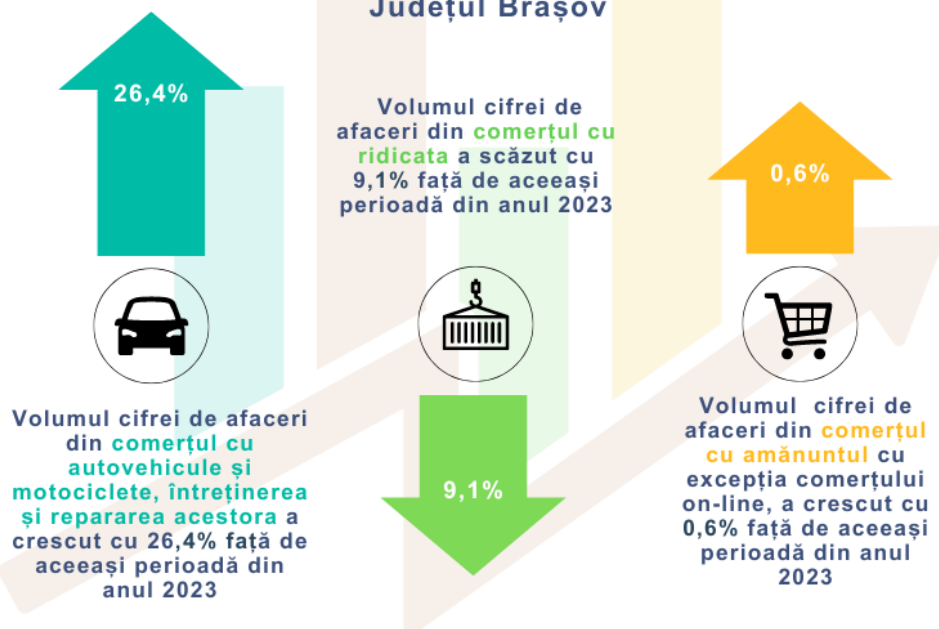 Județul Brașov
26,4%
Volumul cifrei de afaceri
din comerțul cu
autovehicule și
motociclete, întreținerea
și repararea acestora a
crescut cu 26,4% față de
aceeași perioadă din
anul 2023
Volumul cifrei de
afaceri din comerțul cu
ridicata a scăzut cu
9,1% față de aceeași
perioadă din anul 2023
9,1%
0,6%
Volumul cifrei de
afaceri din comerțul
cu amănuntul cu
excepția comerțului
on-line, a crescut cu
0,6% față de aceeași
perioadă din anul
2023